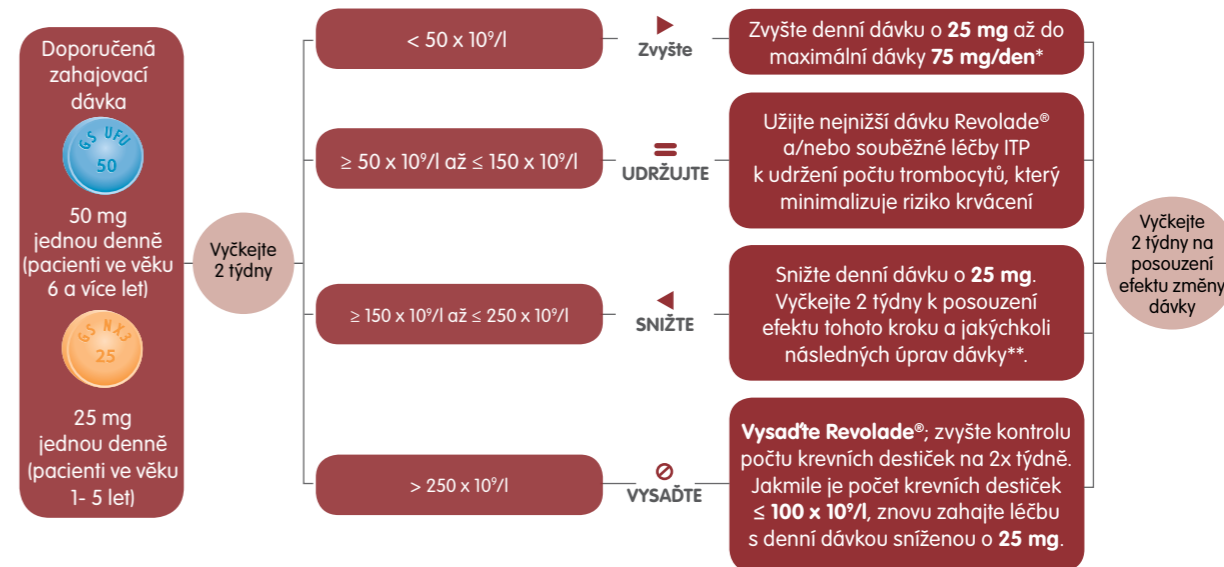 Doporučená
zahajovací
dávka
GS UFU
50
50 mg
jednou denně
(pacienti ve věku
6 a více let)
GS NX3
25
25 mg
jednou denně
(pacienti ve věku
1- 5 let)
Vyčkejte
2 týdny
< 50 x 10⁹/l
Zvyšte
Zvyšte denní dávku o 25 mg až do
maximální dávky 75 mg/den*
≥ 50 x 10⁹/l až ≤ 150 x 10⁹/l
UDRŽUJTE
Užijte nejnižší dávku Revolade®
a/nebo souběžné léčby ITP
k udržení počtu trombocytů, který
minimalizuje riziko krvácení
≥ 150 x 10⁹/l až ≤ 250 x 10⁹/l
SNIŽTE
Snižte denní dávku o 25 mg.
Vyčkejte 2 týdny k posouzení
efektu tohoto kroku a jakýchkoli
následných úprav dávky**.
> 250 x 10⁹/l
VYSAĎTE
Vysaďte Revolade®; zvyšte kontrolu
počtu krevních destiček na 2x týdně.
Jakmile je počet krevních destiček
≤ 100 x 10⁹/l, znovu zahajte léčbu
s denní dávkou sníženou o 25 mg.
Vyčkejte
2 týdny na
posouzení
efektu změny
dávky